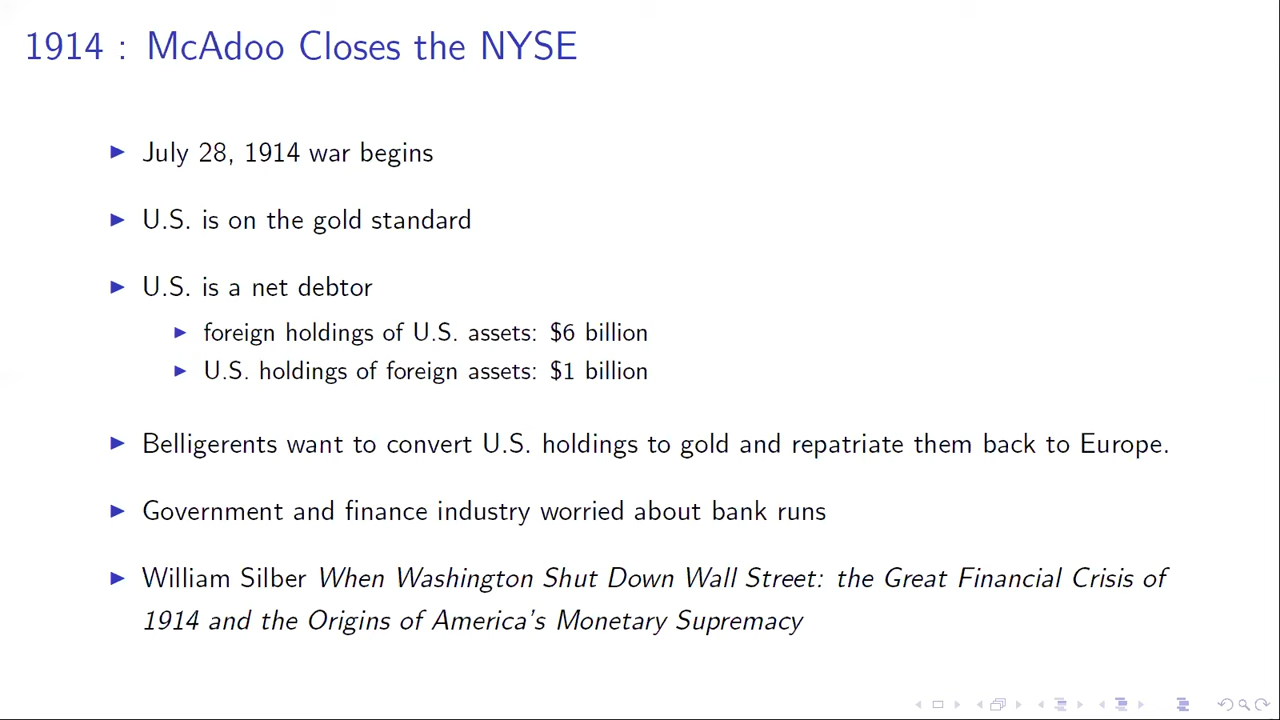 1914 : McAdoo Closes the NYSE
July 28, 1914 war begins
U.S. is on the gold standard
U.S. is a net debtor
foreign holdings of U.S. assets: $6 billion
U.S. holdings of foreign assets: $1 billion
Belligerents want to convert U.S. holdings to gold and repatriate them back to Europe.
Government and finance industry worried about bank runs
William Silber When Washington Shut Down Wall Street: the Great Financial Crisis of
1914 and the Origins of America's Monetary Supremacy